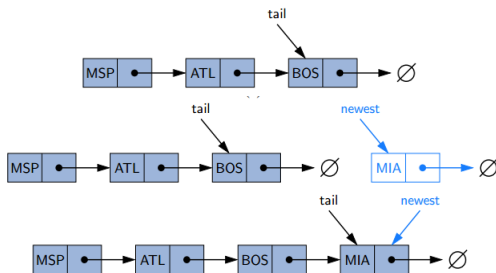 tail
MSP ATL BOS ∅
tail newest
MSP ATL BOS ∅ MIA ∅
tail newest
MSP ATL BOS MIA ∅